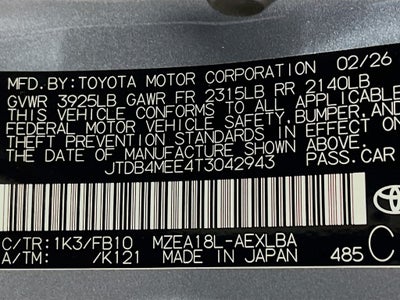 MFD. BY: TOYOTA MOTOR CORPORATION 02/26
GVWR 3925LB GAWR FR 2315LB RR 2140LB
THIS VEHICLE CONFORMS TO ALL APPLICABLE
FEDERAL MOTOR VEHICLE SAFETY, BUMPER, AND
THEFT PREVENTION STANDARDS IN EFFECT ON
THE DATE OF MANUFACTURE SHOWN ABOVE.
JTDB4MEE4T3042943 PASS. CAR
TOYOTA
C/TR: 1K3/FB10 MZEA18L-AEXLBA C
A/TM: /K121 MADE IN JAPAN 485